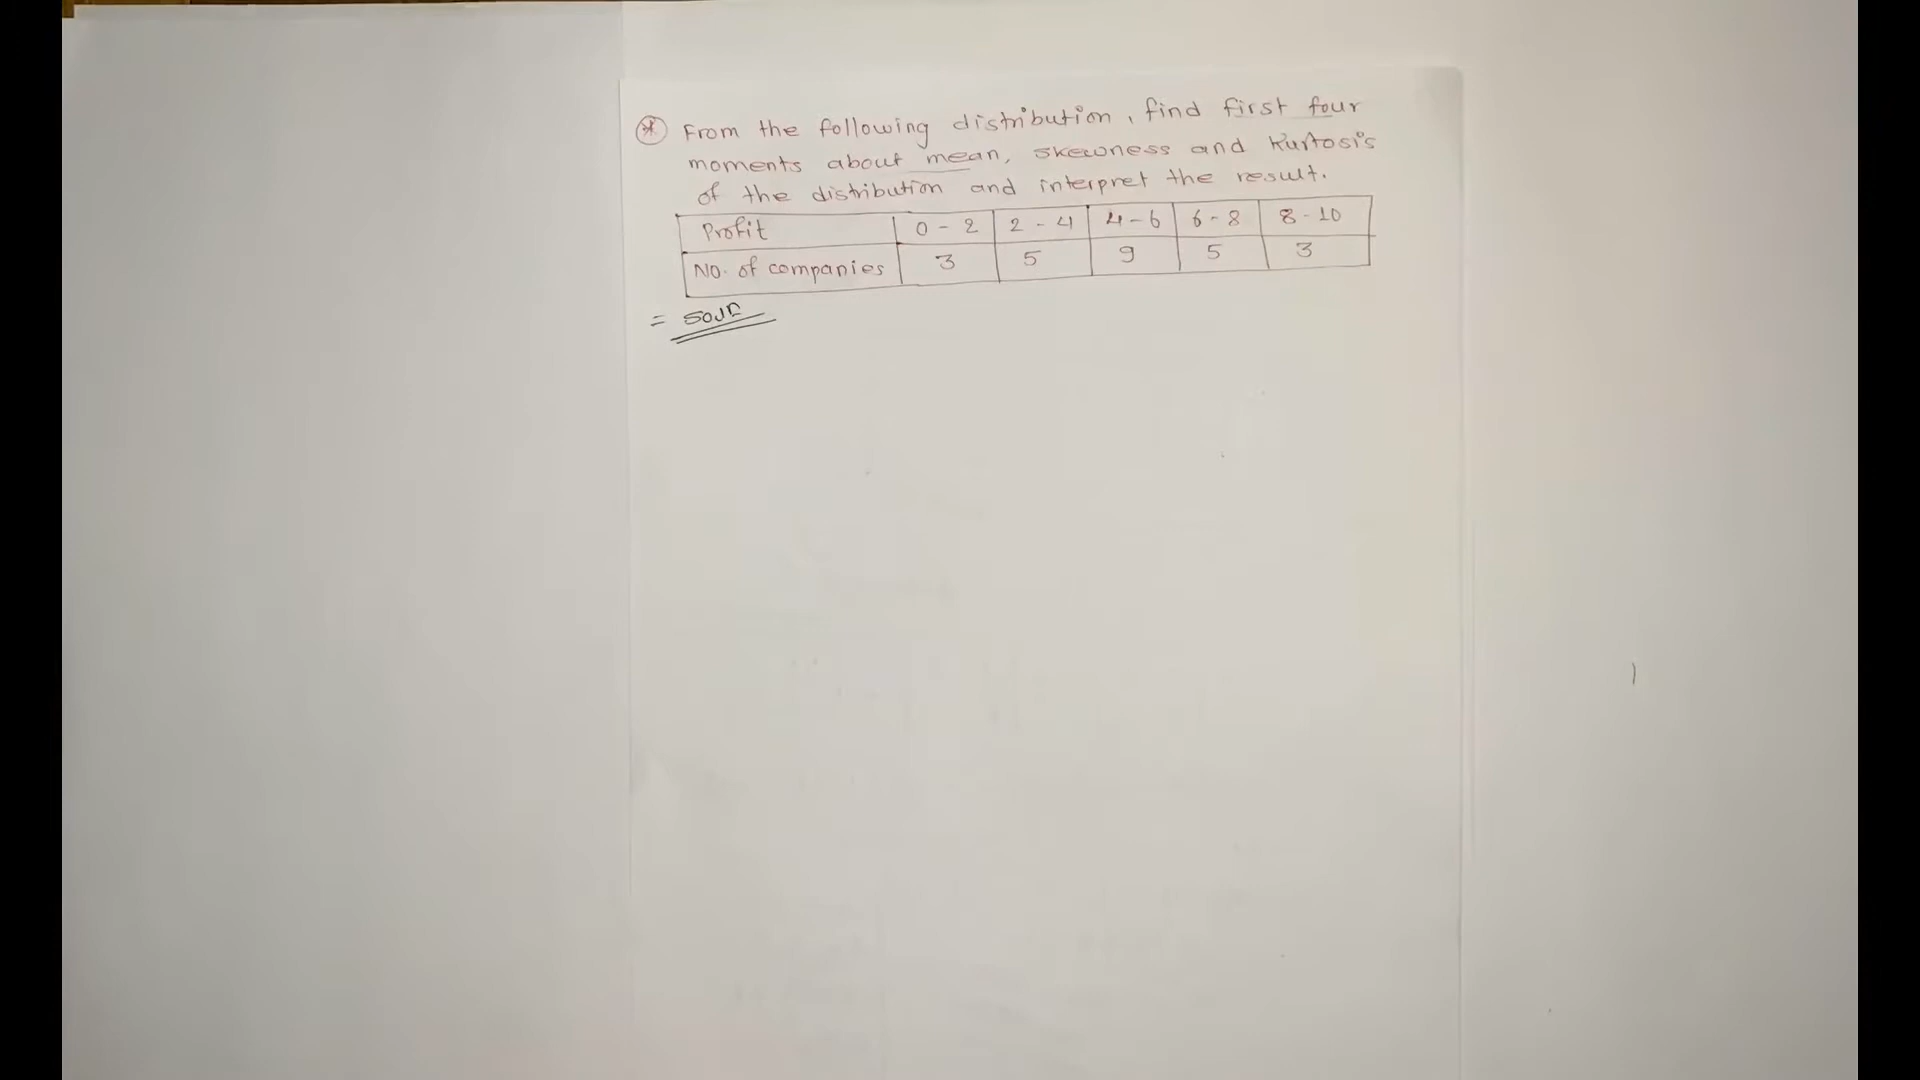 * From the following distribution, find first four
moments about mean, skewness and Kurtosis
of the distribution and interpret the result.
Profit 0 - 2 2 - 4 4 - 6 6 - 8 8 - 10
No. of companies 3 5 9 5 3
=